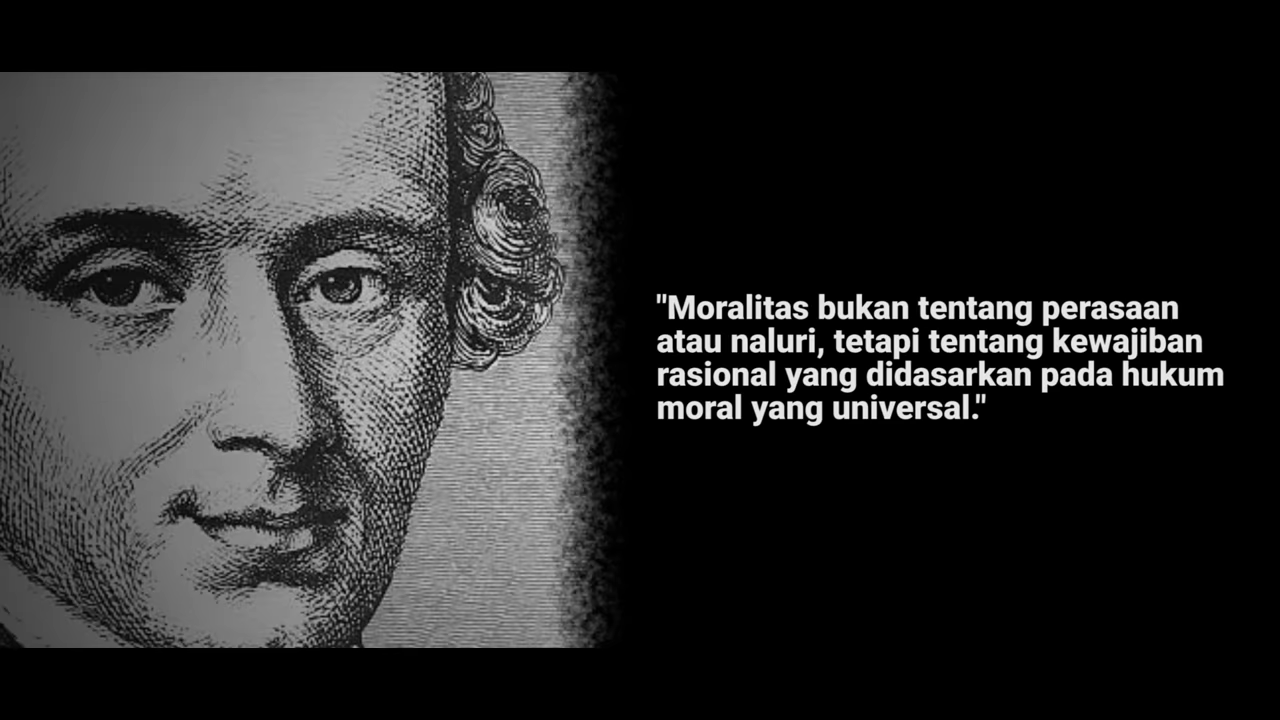 "Moralitas bukan tentang perasaan
atau naluri, tetapi tentang kewajiban
rasional yang didasarkan pada hukum
moral yang universal."